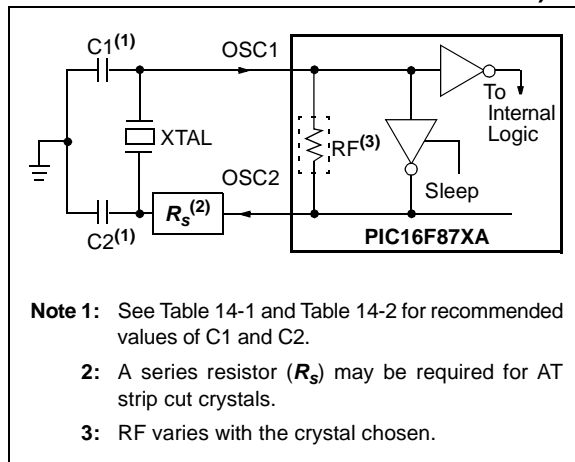 C1(1)
OSC1
To
Internal
Logic
XTAL
RF(3)
OSC2
Sleep
Rs(2)
C2(1)
PIC16F87XA
Note 1: See Table 14-1 and Table 14-2 for recommended
values of C1 and C2.
2: A series resistor (Rs) may be required for AT
strip cut crystals.
3: RF varies with the crystal chosen.